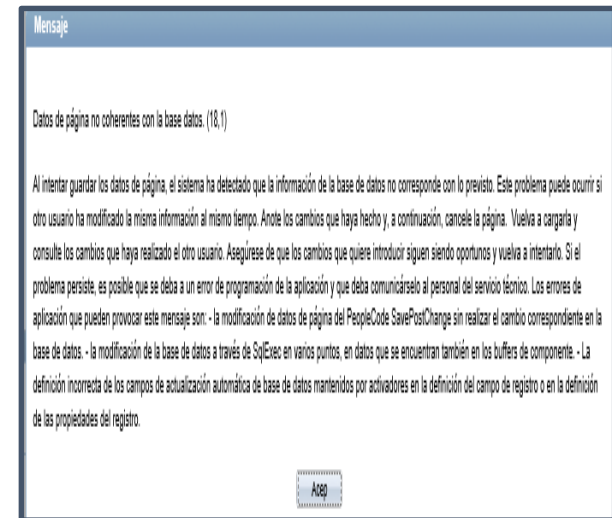 Mensaje
Datos de página no coherentes con la base datos. (18,1)
Al intentar guardar los datos de página, el sistema ha detectado que la información de la base de datos no corresponde con lo previsto. Este problema puede ocurrir si
otro usuario ha modificado la misma información al mismo tiempo. Anote los cambios que haya hecho y, a continuación, cancele la página. Vuelva a cargarla y
consulte los cambios que haya realizado el otro usuario. Asegúrese de que los cambios que quiere introducir siguen siendo oportunos y vuelva a intentarlo. Si el
problema persiste, es posible que se deba a un error de programación de la aplicación y que deba comunicárselo al personal del servicio técnico. Los errores de
aplicación que pueden provocar este mensaje son: - la modificación de datos de página del PeopleCode SavePostChange sin realizar el cambio correspondiente en la
base de datos. - la modificación de la base de datos a través de SqlExec en varios puntos, en datos que se encuentran también en los buffers de componente. - La
definición incorrecta de los campos de actualización automática de base de datos mantenidos por activadores en la definición del campo de registro o en la definición
de las propiedades del registro.
Acep